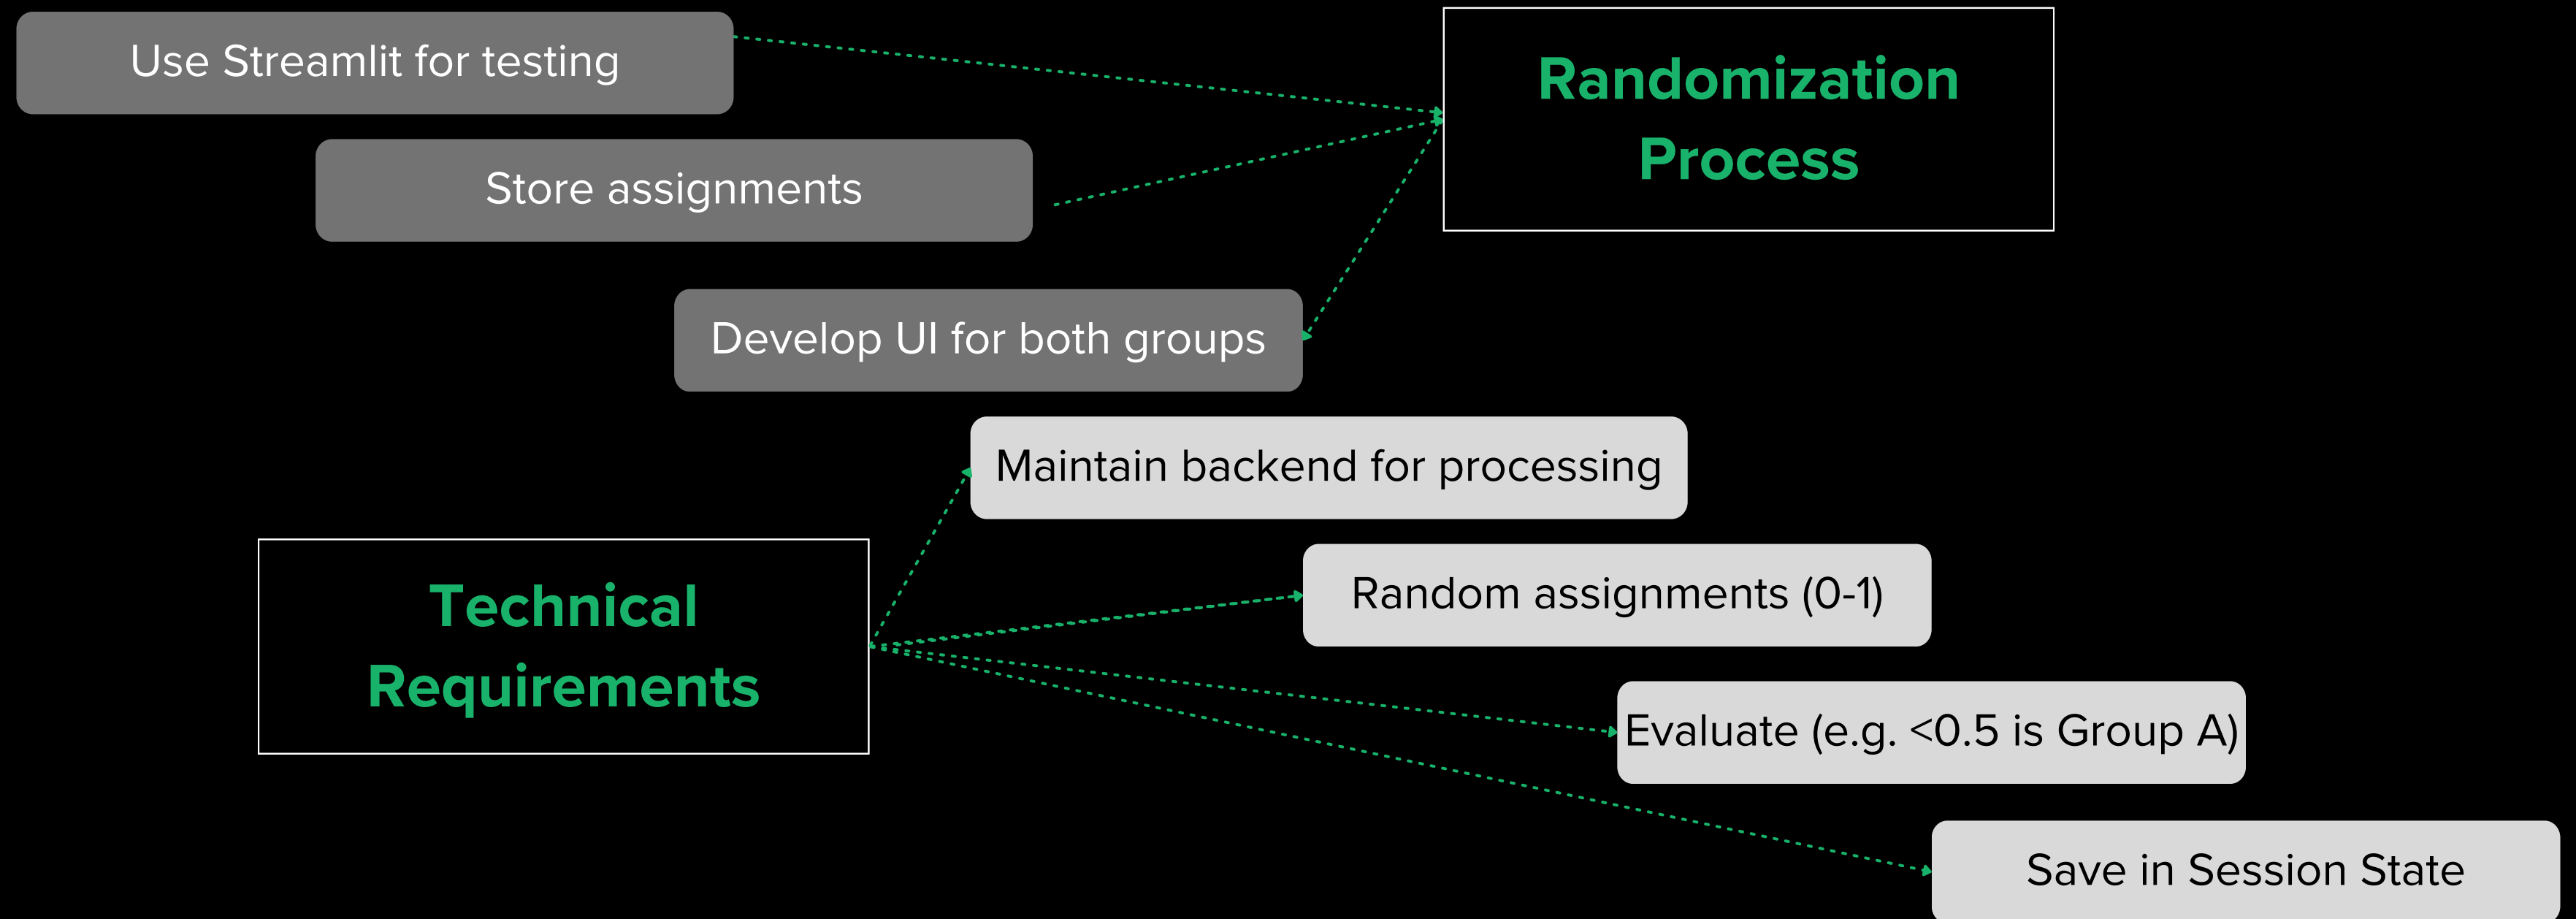 Use Streamlit for testing
Randomization
Process
Store assignments
Develop UI for both groups
Maintain backend for processing
Technical
Requirements
Random assignments (0-1)
Evaluate (e.g. <0.5 is Group A)
Save in Session State